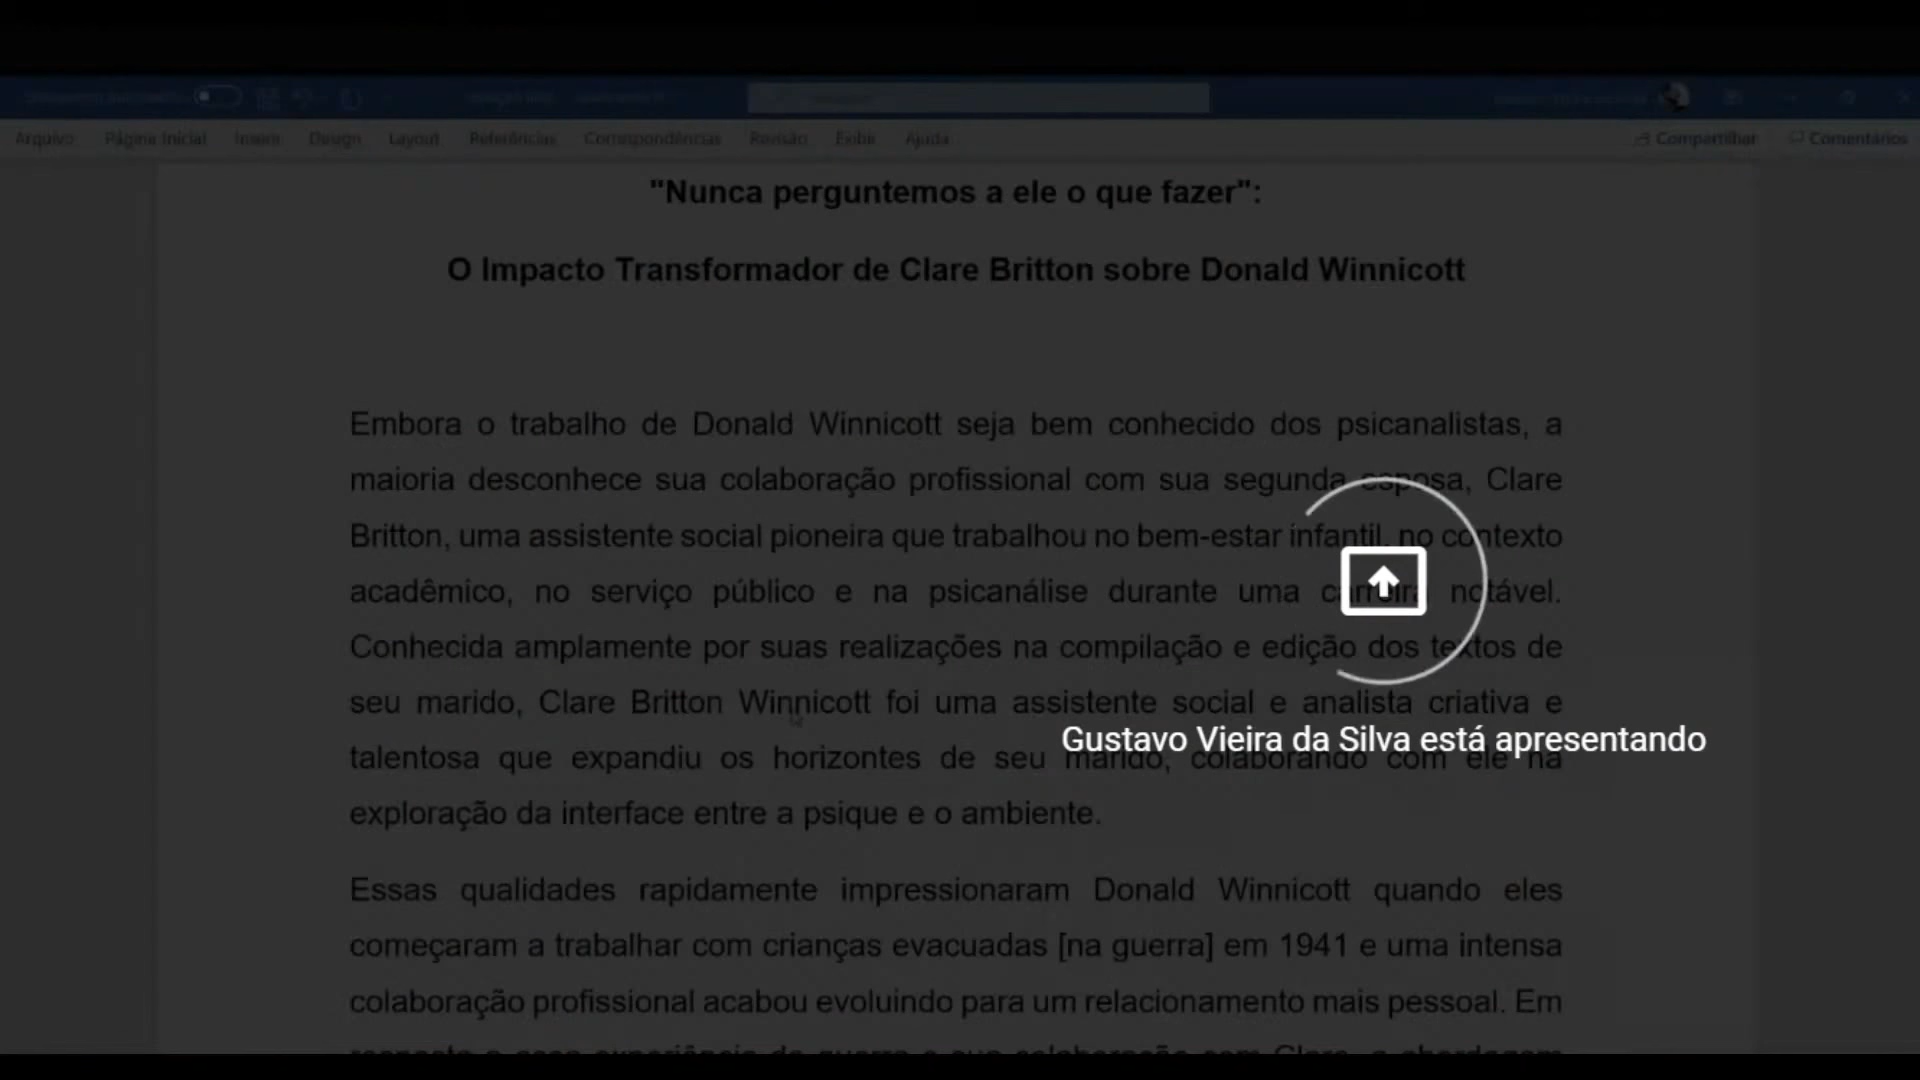 Arquivo Página Inicial Inserir Design Layout Referências Correspondências Revisão Exibir Ajuda Compartilhar Comentários
"Nunca perguntemos a ele o que fazer":
O Impacto Transformador de Clare Britton sobre Donald Winnicott
Embora o trabalho de Donald Winnicott seja bem conhecido dos psicanalistas, a
maioria desconhece sua colaboração profissional com sua segunda esposa, Clare
Britton, uma assistente social pioneira que trabalhou no bem-estar infantil, no contexto
acadêmico, no serviço público e na psicanálise durante uma carreira notável.
Conhecida amplamente por suas realizações na compilação e edição dos textos de
seu marido, Clare Britton Winnicott foi uma assistente social e analista criativa e
talentosa que expandiu os horizontes de seu marido, colaborando com ele na
exploração da interface entre a psique e o ambiente.
Gustavo Vieira da Silva está apresentando
Essas qualidades rapidamente impressionaram Donald Winnicott quando eles
começaram a trabalhar com crianças evacuadas [na guerra] em 1941 e uma intensa
colaboração profissional acabou evoluindo para um relacionamento mais pessoal. Em